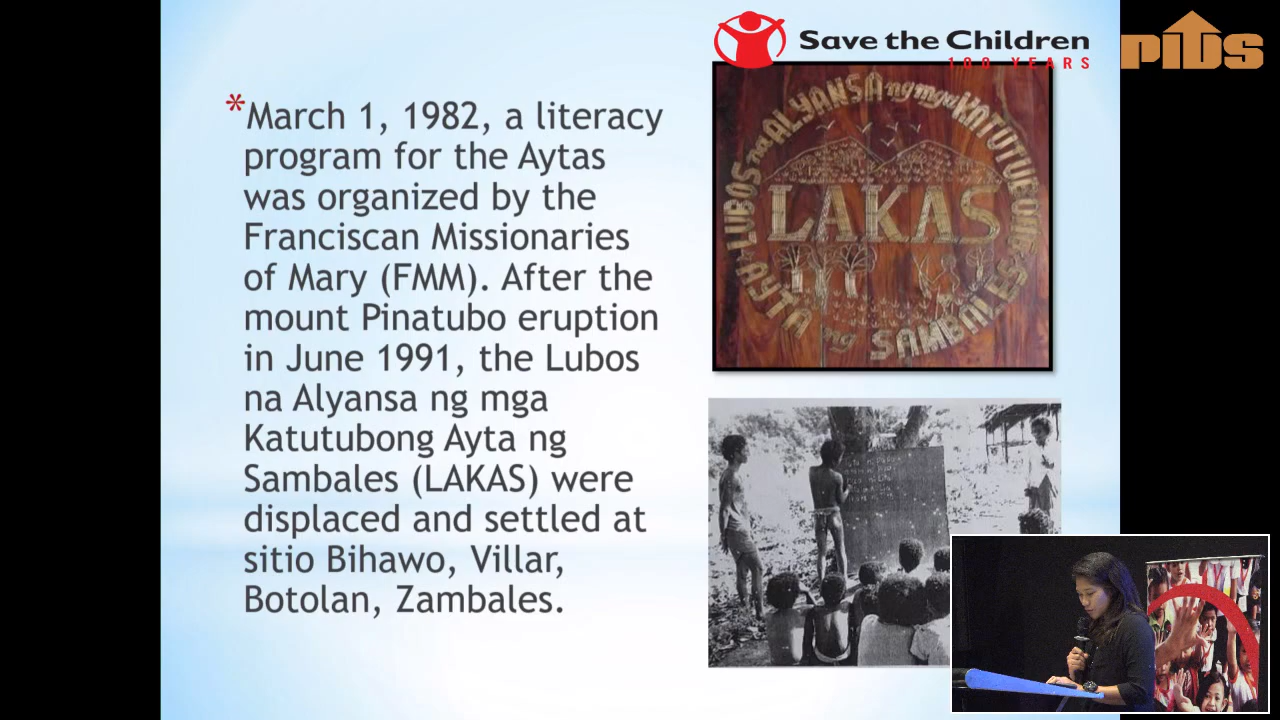 Save the Children
100 YEARS
PIDS
*March 1, 1982, a literacy
program for the Aytas
was organized by the
Franciscan Missionaries
of Mary (FMM). After the
mount Pinatubo eruption
in June 1991, the Lubos
na Alyansa ng mga
Katutubong Ayta ng
Sambales (LAKAS) were
displaced and settled at
sitio Bihawo, Villar,
Botolan, Zambales.
LUBOS na ALYANSA ng mga
LAKAS
AYTA ng SAMBALES